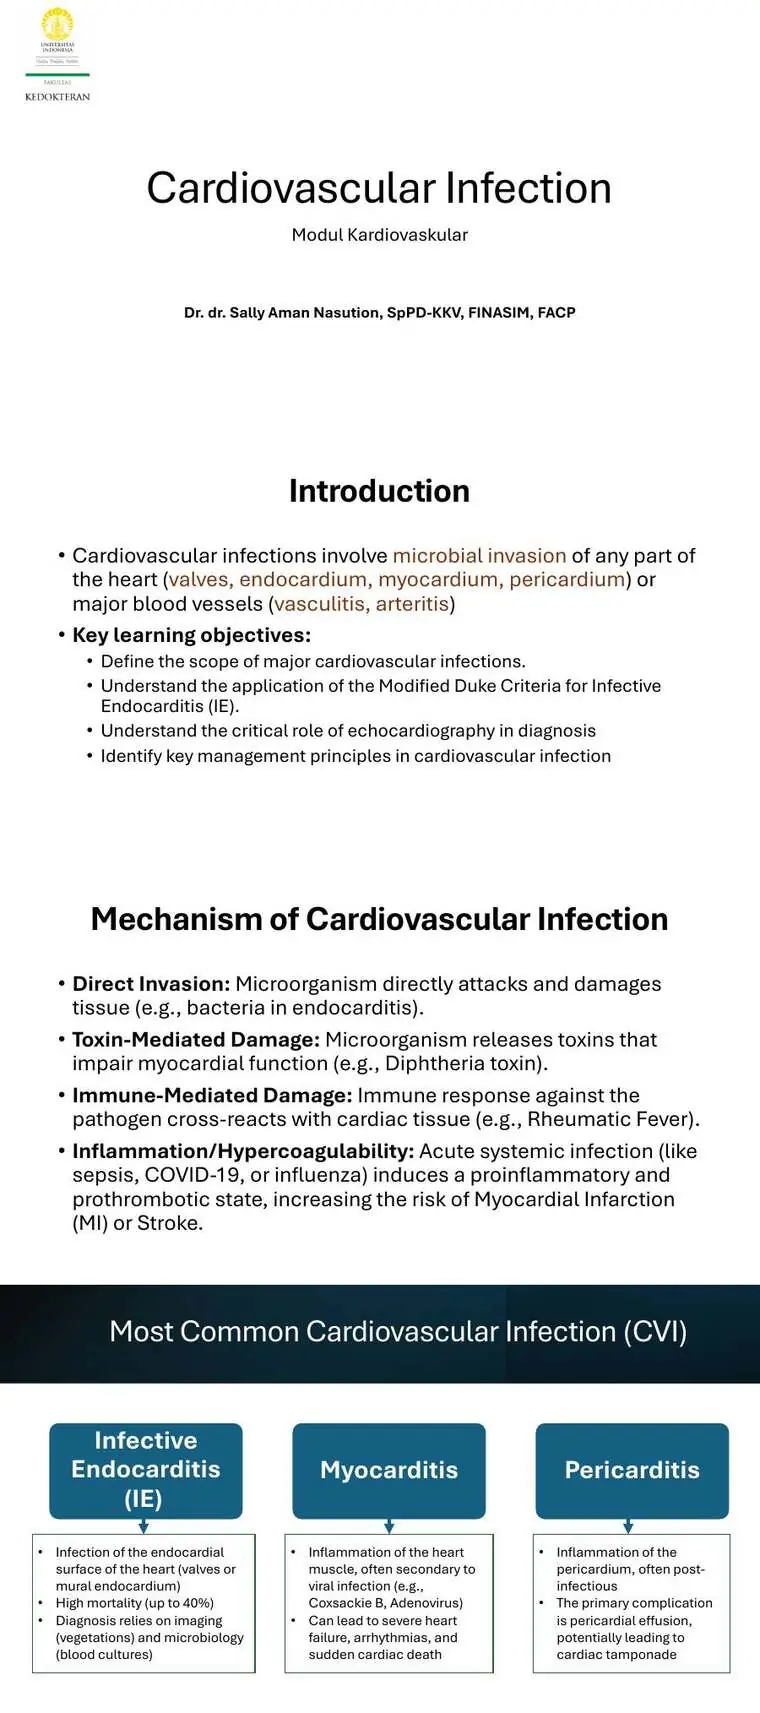 UNIVERSITAS
INDONESIA
FAKULTAS
KEDOKTERAN
Cardiovascular Infection
Modul Kardiovaskular
Dr. dr. Sally Aman Nasution, SpPD-KKV, FINASIM, FACP
Introduction
• Cardiovascular infections involve microbial invasion of any part of
the heart (valves, endocardium, myocardium, pericardium) or
major blood vessels (vasculitis, arteritis)
• Key learning objectives:
• Define the scope of major cardiovascular infections.
• Understand the application of the Modified Duke Criteria for Infective
Endocarditis (IE).
• Understand the critical role of echocardiography in diagnosis
• Identify key management principles in cardiovascular infection
Mechanism of Cardiovascular Infection
• Direct Invasion: Microorganism directly attacks and damages
tissue (e.g., bacteria in endocarditis).
• Toxin-Mediated Damage: Microorganism releases toxins that
impair myocardial function (e.g., Diphtheria toxin).
• Immune-Mediated Damage: Immune response against the
pathogen cross-reacts with cardiac tissue (e.g., Rheumatic Fever).
• Inflammation/Hypercoagulability: Acute systemic infection (like
sepsis, COVID-19, or influenza) induces a proinflammatory and
prothrombotic state, increasing the risk of Myocardial Infarction
(MI) or Stroke.
Most Common Cardiovascular Infection (CVI)
Infective
Endocarditis
(IE)
• Infection of the endocardial
surface of the heart (valves or
mural endocardium)
• High mortality (up to 40%)
• Diagnosis relies on imaging
(vegetations) and microbiology
(blood cultures)
Myocarditis
• Inflammation of the heart
muscle, often secondary to
viral infection (e.g.,
Coxsackie B, Adenovirus)
• Can lead to severe heart
failure, arrhythmias, and
sudden cardiac death
Pericarditis
• Inflammation of the
pericardium, often post-
infectious
• The primary complication
is pericardial effusion,
potentially leading to
cardiac tamponade